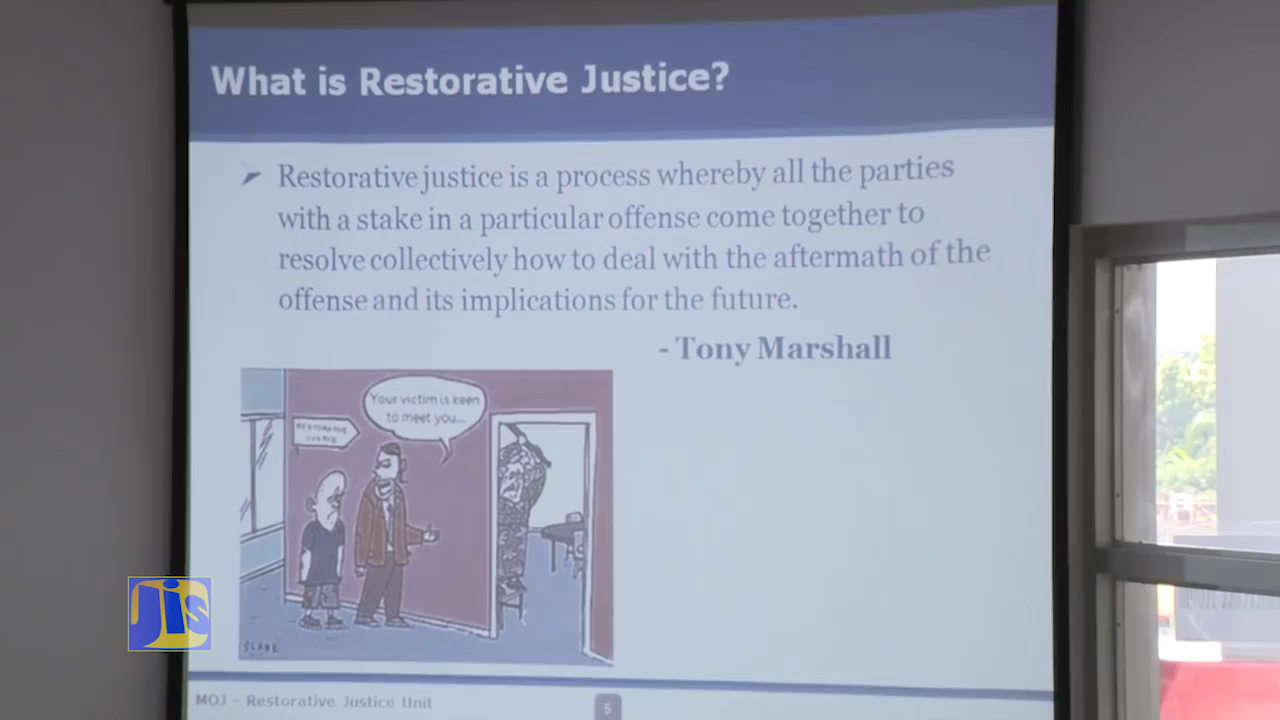 What is Restorative Justice?
Restorative justice is a process whereby all the parties
with a stake in a particular offense come together to
resolve collectively how to deal with the aftermath of the
offense and its implications for the future.
- Tony Marshall
Your victim is keen
to meet you...
RESTORATIVE
JUSTICE
SLANE
jis
MOJ – Restorative Justice Unit
5